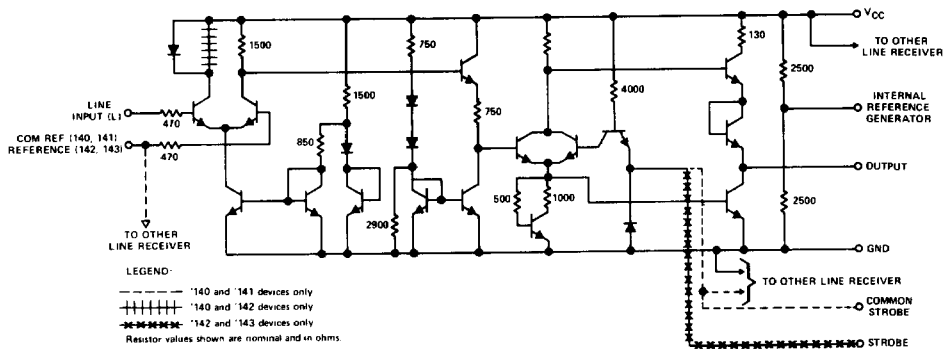 VCC
TO OTHER
LINE RECEIVER
130
1500
750
2500
4000
INTERNAL
REFERENCE
GENERATOR
LINE
INPUT (L)
470
1500
750
COM REF (140, 141)
REFERENCE (142, 143)
470
850
OUTPUT
500
1000
2500
2900
TO OTHER
LINE RECEIVER
GND
LEGEND:
TO OTHER LINE RECEIVER
'140 and '141 devices only
'140 and '142 devices only
COMMON
STROBE
'142 and '143 devices only
Resistor values shown are nominal and in ohms.
STROBE